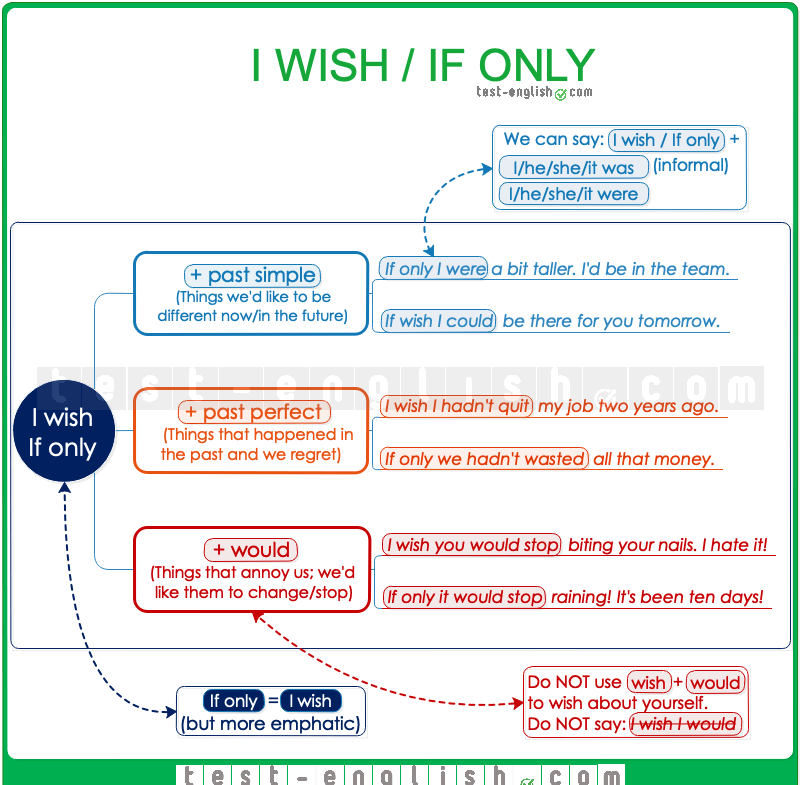 I WISH / IF ONLY
test-english.com
We can say: I wish / If only +
I/he/she/it was (informal)
I/he/she/it were
+ past simple
(Things we'd like to be
different now/in the future)
If only I were a bit taller. I'd be in the team.
If wish I could be there for you tomorrow.
test-english.com
I wish
If only
+ past perfect
(Things that happened in
the past and we regret)
I wish I hadn't quit my job two years ago.
If only we hadn't wasted all that money.
+ would
(Things that annoy us; we'd
like them to change/stop)
I wish you would stop biting your nails. I hate it!
If only it would stop raining! It's been ten days!
If only = I wish
(but more emphatic)
Do NOT use wish + would
to wish about yourself.
Do NOT say: I wish I would
test-english.com